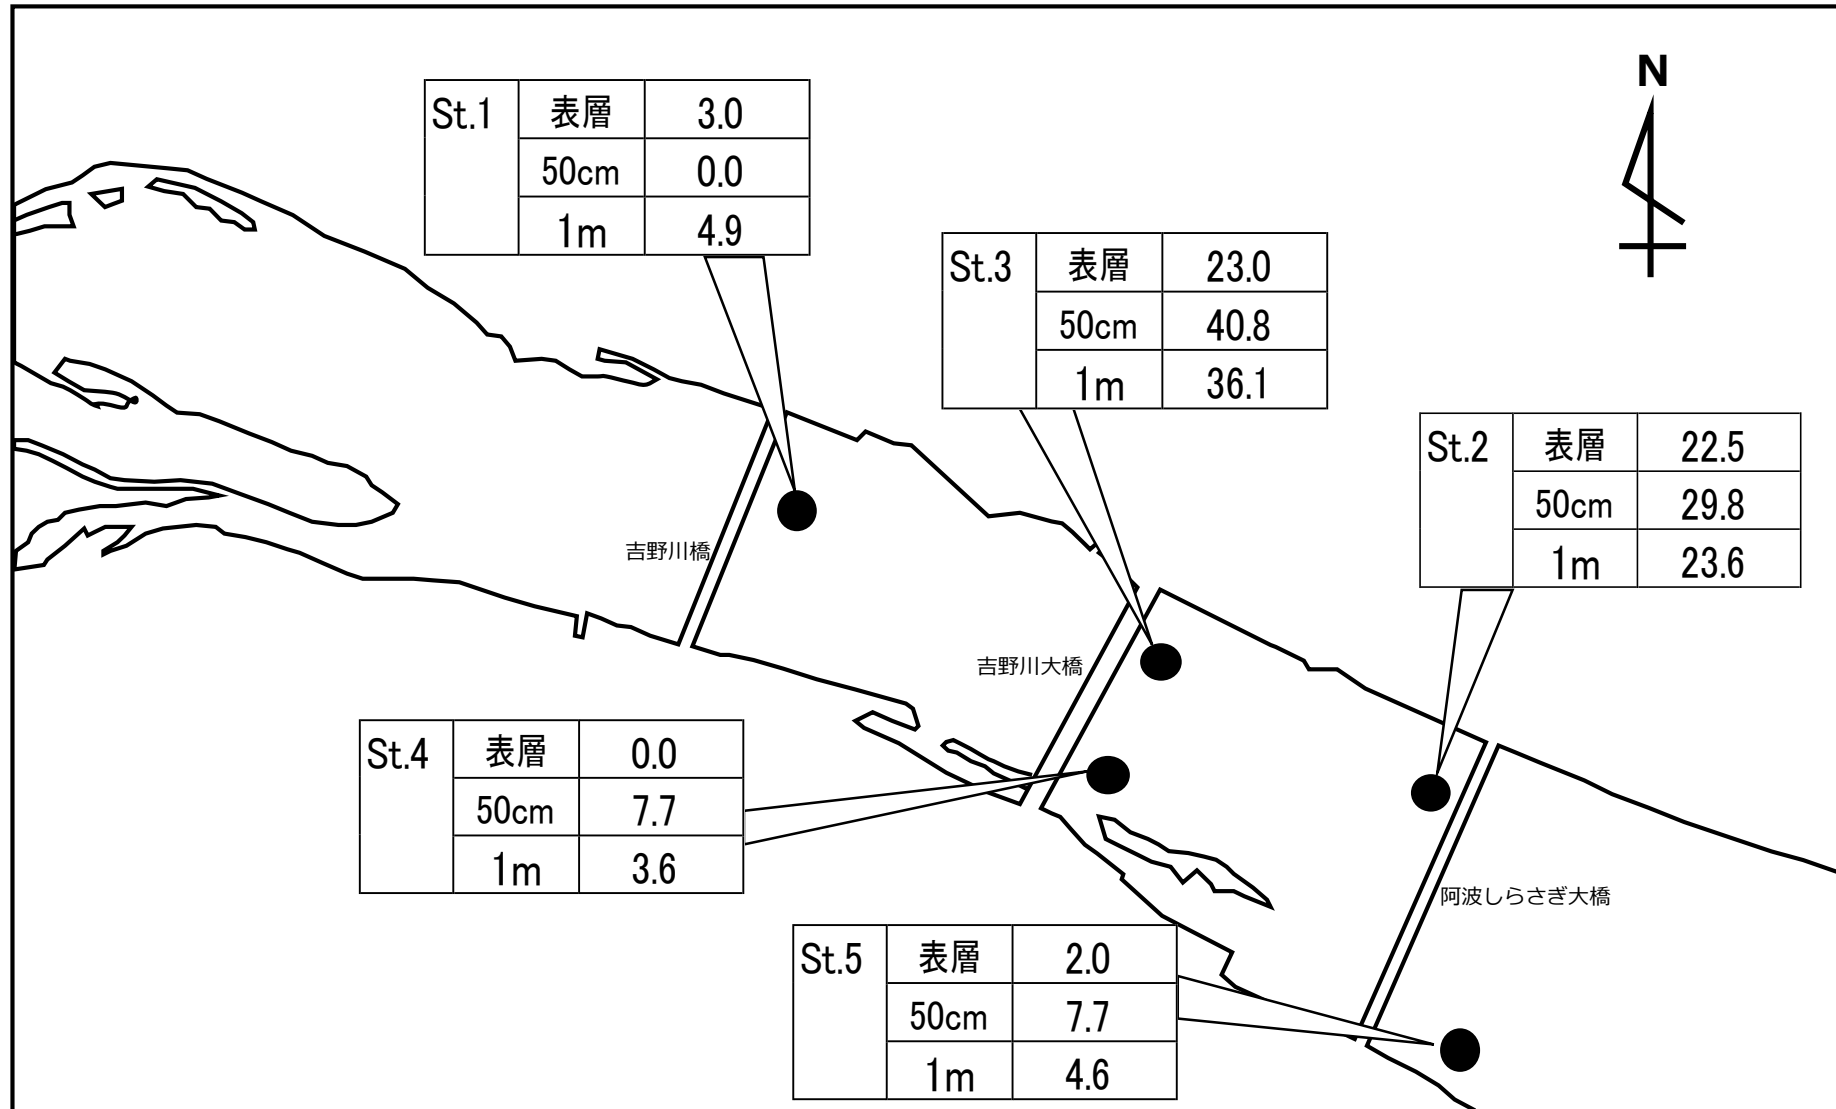 N
St.1 表層 3.0
50cm 0.0
1m 4.9
St.3 表層 23.0
50cm 40.8
1m 36.1
St.2 表層 22.5
50cm 29.8
1m 23.6
吉野川橋
吉野川大橋
St.4 表層 0.0
50cm 7.7
1m 3.6
阿波しらさぎ大橋
St.5 表層 2.0
50cm 7.7
1m 4.6